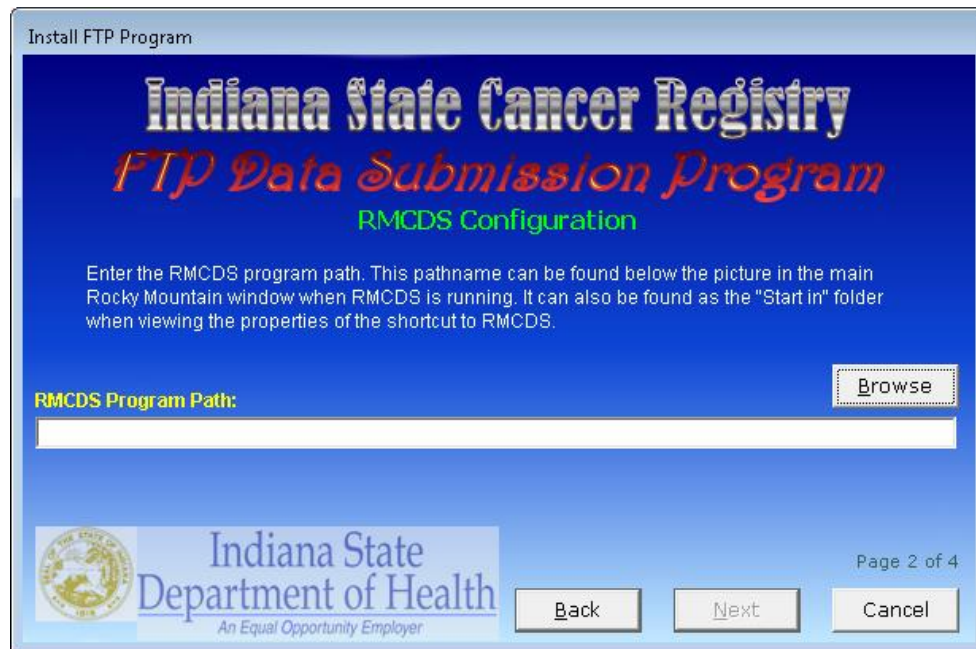 Install FTP Program
Indiana State Cancer Registry
FTP Data Submission Program
RMCDS Configuration
Enter the RMCDS program path. This pathname can be found below the picture in the main
Rocky Mountain window when RMCDS is running. It can also be found as the "Start in" folder
when viewing the properties of the shortcut to RMCDS.
Browse
RMCDS Program Path:
Indiana State
Department of Health
An Equal Opportunity Employer
Page 2 of 4
Back
Next
Cancel